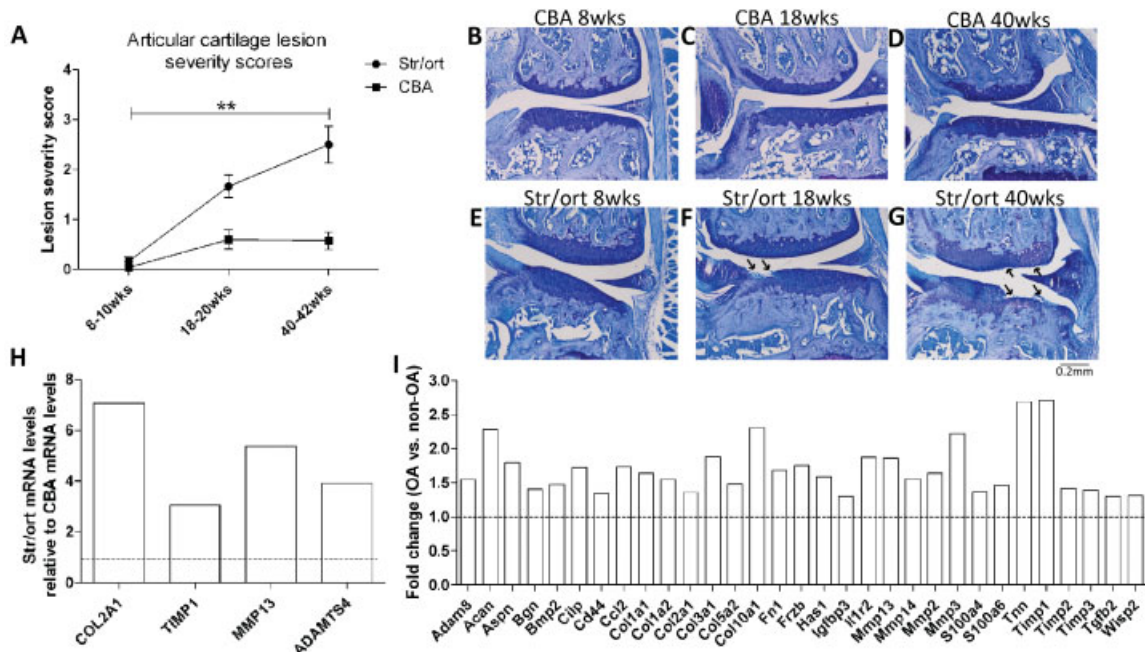 A
Articular cartilage lesion
severity scores
Str/ort
CBA
Lesion severity score
4
3
2
1
0
**
8-10wks
18-20wks
40-42wks
CBA 8wks
CBA 18wks
CBA 40wks
B
C
D
Str/ort 8wks
Str/ort 18wks
Str/ort 40wks
E
F
G
0.2mm
H
Str/ort mRNA levels
relative to CBA mRNA levels
8
6
4
2
0
COL2A1
TIMP1
MMP13
ADAMTS4
I
Fold change (OA vs. non-OA)
3.0
2.5
2.0
1.5
1.0
0.5
0.0
Adam8
Acan
Aspn
Bgn
Bmp2
Cilp
Cd44
Ccl2
Col1a1
Col1a2
Col2a1
Col3a1
Col5a2
Col10a1
Fn1
Frzb
Has1
Igfbp3
Il1r2
Mmp13
Mmp14
Mmp2
Mmp3
S100a4
S100a6
Tnn
Timp1
Timp2
Timp3
Tgfb2
Wisp2